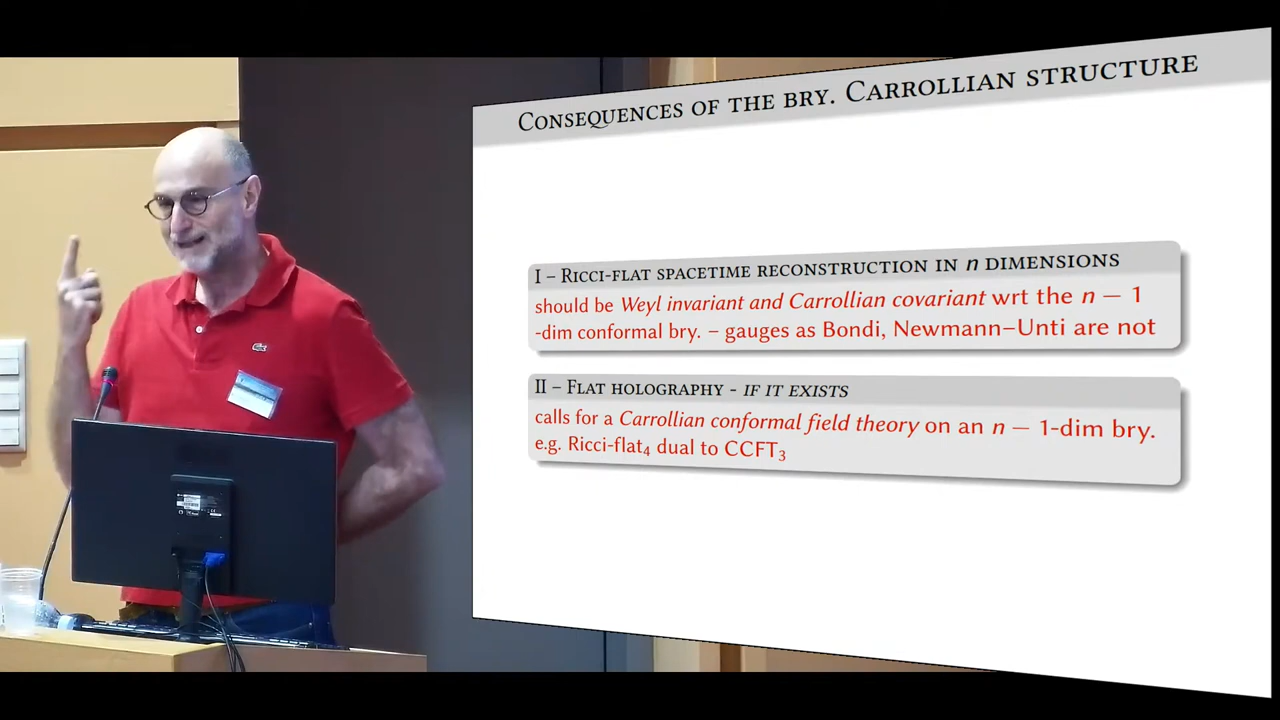 CONSEQUENCES OF THE BRY. CARROLLIAN STRUCTURE
I – RICCI-FLAT SPACETIME RECONSTRUCTION IN n DIMENSIONS
should be Weyl invariant and Carrollian covariant wrt the n − 1
-dim conformal bry. – gauges as Bondi, Newmann–Unti are not
II – FLAT HOLOGRAPHY - IF IT EXISTS
calls for a Carrollian conformal field theory on an n − 1-dim bry.
e.g. Ricci-flat₄ dual to CCFT₃